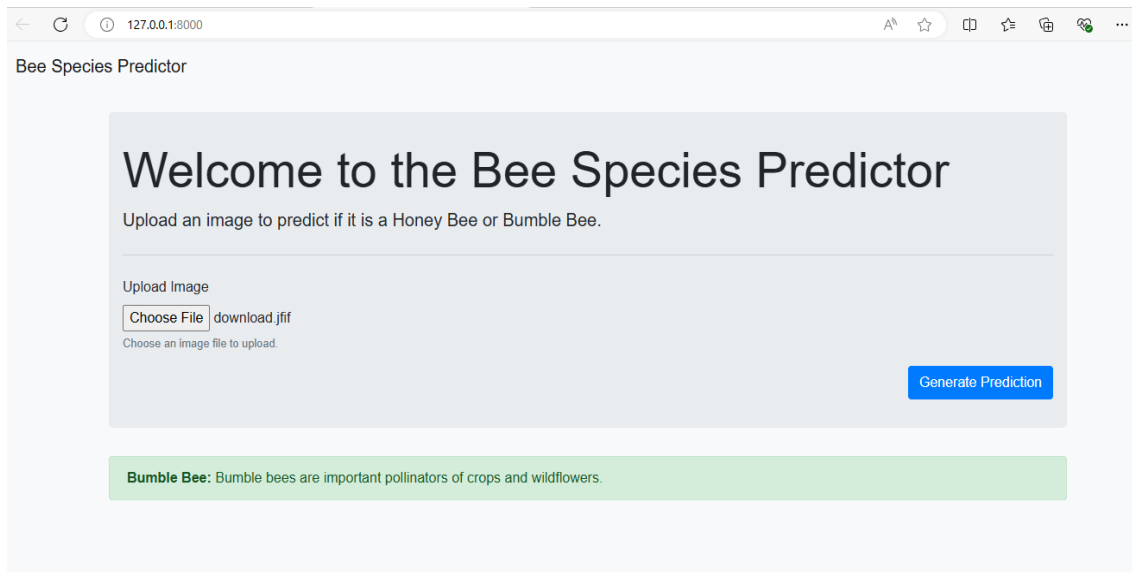 127.0.0.1:8000
Bee Species Predictor
Welcome to the Bee Species Predictor
Upload an image to predict if it is a Honey Bee or Bumble Bee.
Upload Image
Choose File download.jfif
Choose an image file to upload.
Generate Prediction
Bumble Bee: Bumble bees are important pollinators of crops and wildflowers.